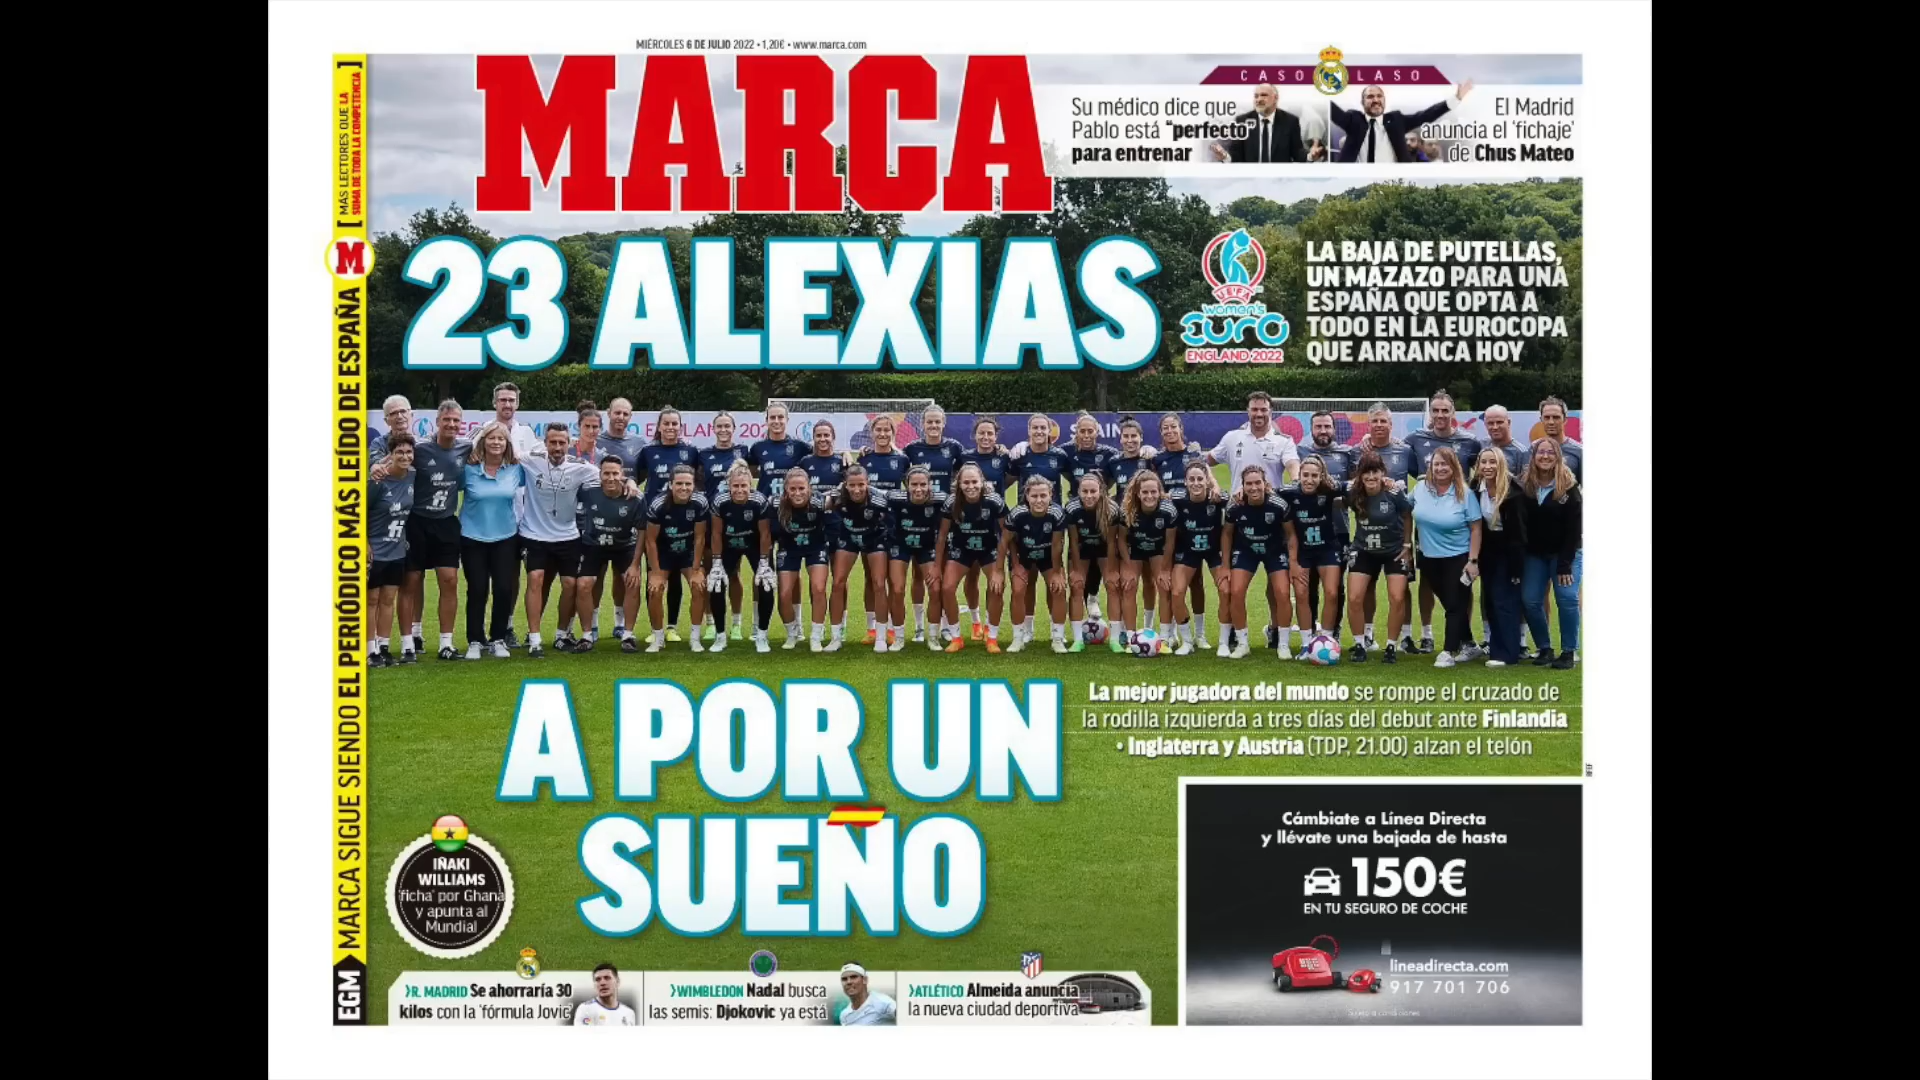 MIÉRCOLES 6 DE JULIO 2022 • 1,20€ • www.marca.com
MARCA
CASO LASO
Su médico dice que
Pablo está “perfecto”
para entrenar
El Madrid
anuncia el ‘fichaje’
de Chus Mateo
[ MÁS LECTORES QUE LA
SUMA DE TODA LA COMPETENCIA ]
M
EGM MARCA SIGUE SIENDO EL PERIÓDICO MÁS LEÍDO DE ESPAÑA
23 ALEXIAS
UEFA
women's
EURO
ENGLAND 2022
LA BAJA DE PUTELLAS,
UN MAZAZO PARA UNA
ESPAÑA QUE OPTA A
TODO EN LA EUROCOPA
QUE ARRANCA HOY
SPAIN
A POR UN
SUEÑO
La mejor jugadora del mundo se rompe el cruzado de
la rodilla izquierda a tres días del debut ante Finlandia
• Inglaterra y Austria (TDP, 21.00) alzan el telón
RFEF
IÑAKI
WILLIAMS
‘ficha’ por Ghana
y apunta al
Mundial
Cámbiate a Línea Directa
y llévate una bajada de hasta
150€
EN TU SEGURO DE COCHE
lineadirecta.com
917 701 706
Sujeto a condiciones
R. MADRID Se ahorraría 30
kilos con la ‘fórmula Jovic’
WIMBLEDON Nadal busca
las semis: Djokovic ya está
ATLÉTICO Almeida anuncia
la nueva ciudad deportiva